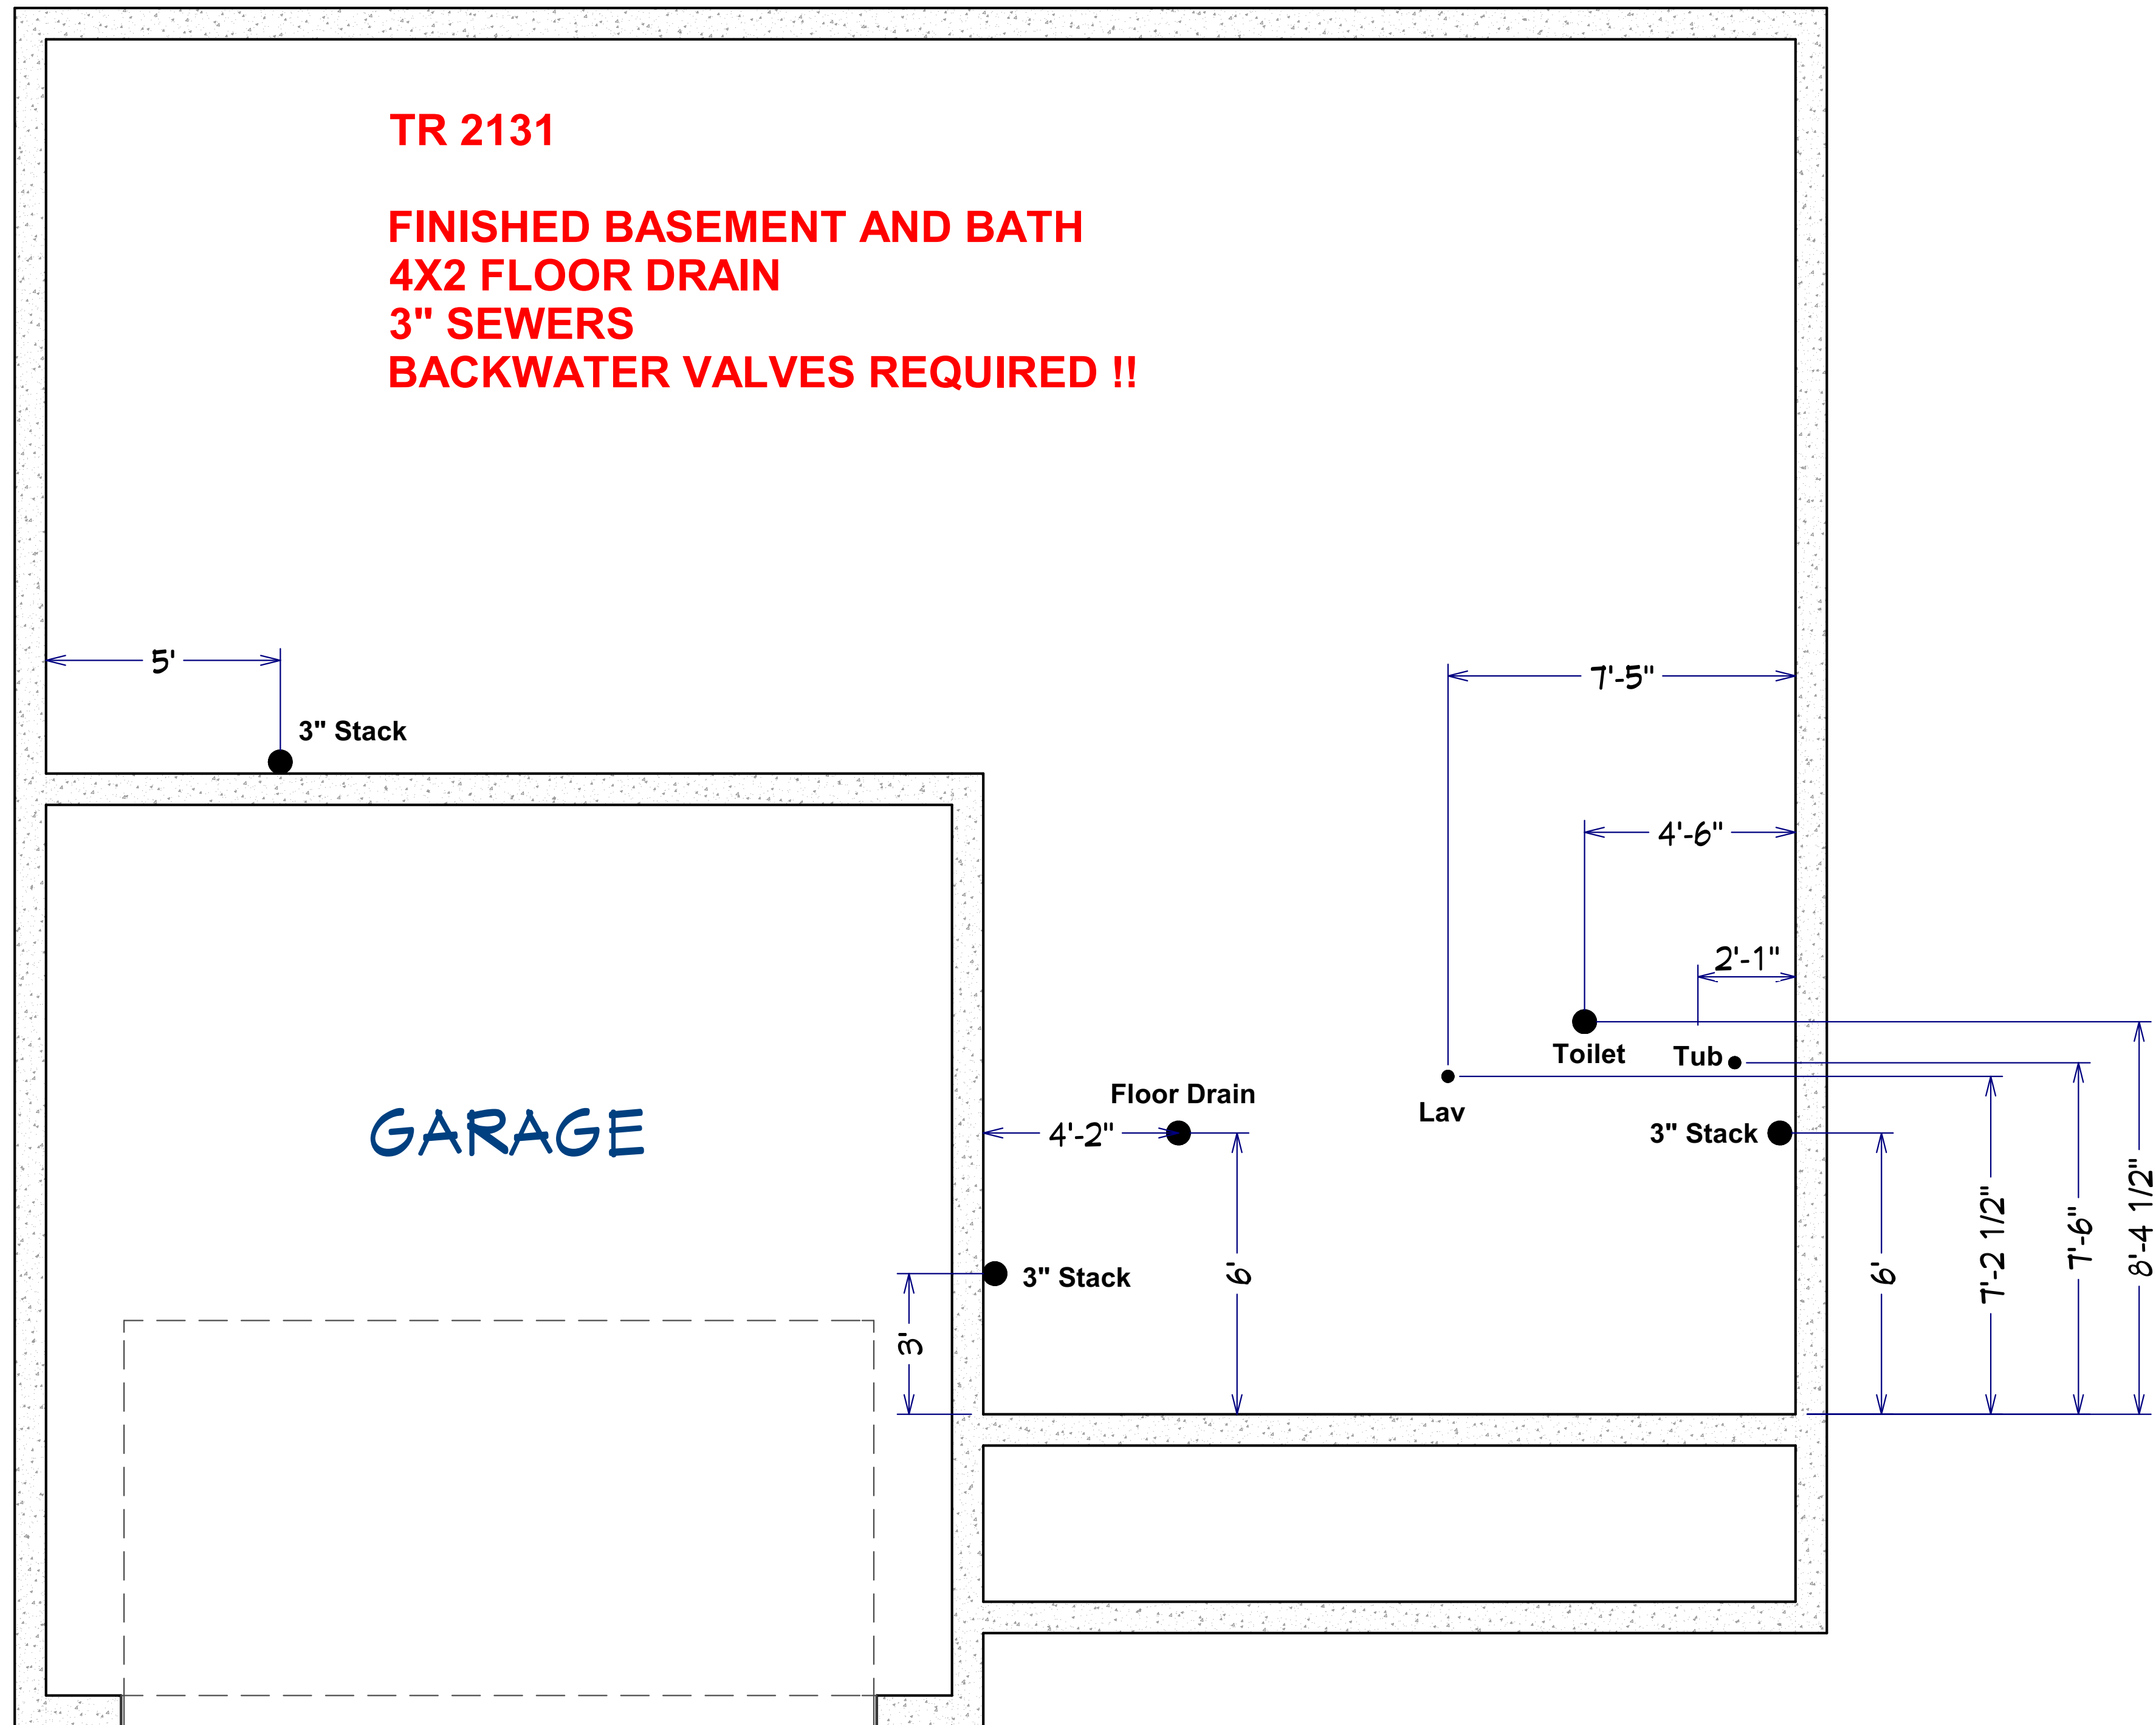 TR 2131
FINISHED BASEMENT AND BATH
4X2 FLOOR DRAIN
3" SEWERS
BACKWATER VALVES REQUIRED !!
5'
7'-5"
3" Stack
4'-6"
2'-1"
Toilet
Tub
Floor Drain
Lav
GARAGE
4'-2"
3" Stack
8'-4 1/2"
7'-2 1/2"
7'-6"
6'
6'
3" Stack
3'